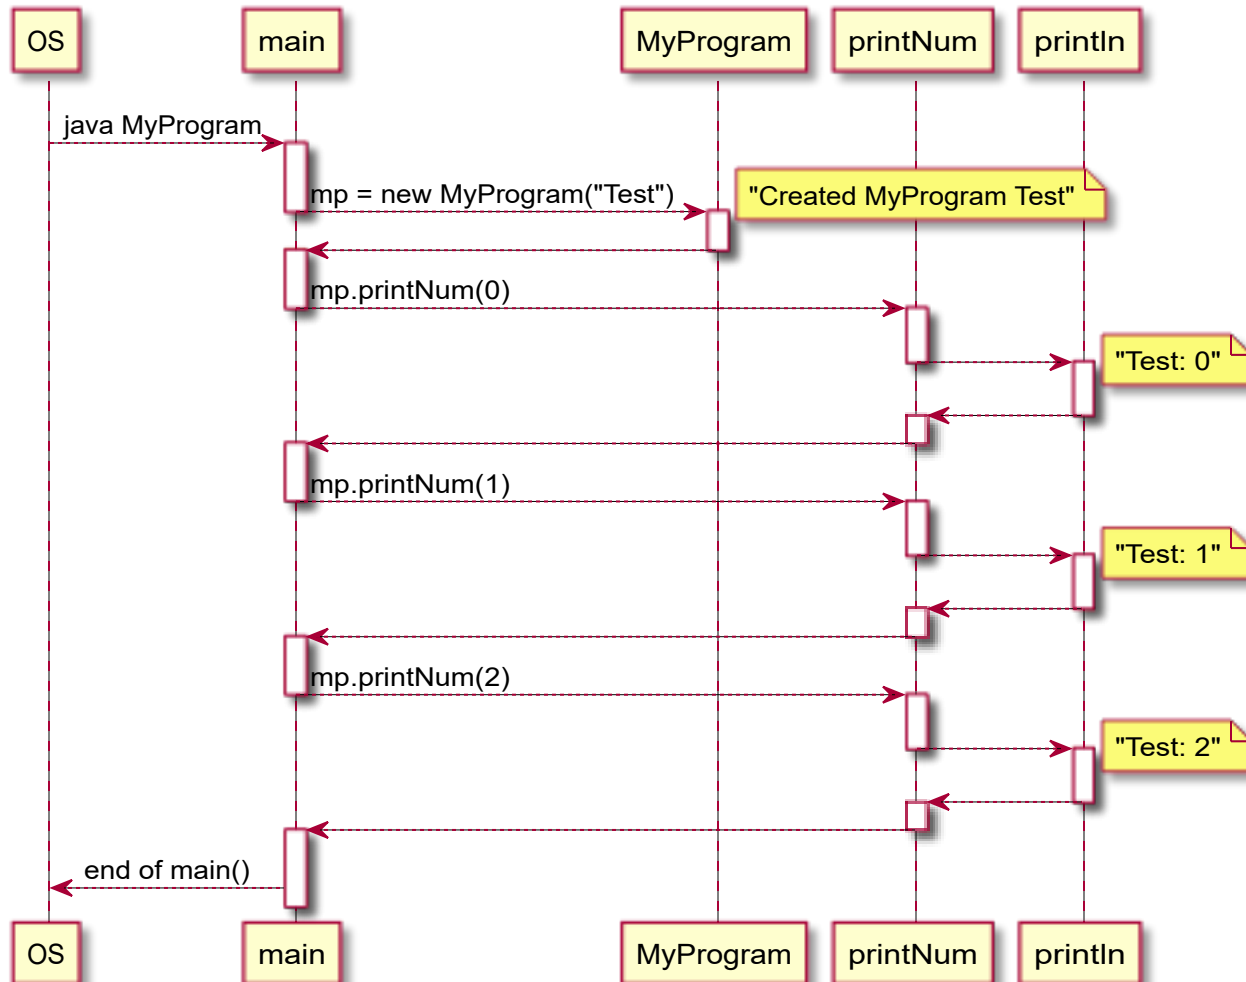 OS
main
MyProgram
printNum
println
java MyProgram
mp = new MyProgram("Test")
"Created MyProgram Test"
mp.printNum(0)
"Test: 0"
mp.printNum(1)
"Test: 1"
mp.printNum(2)
"Test: 2"
end of main()
OS
main
MyProgram
printNum
println